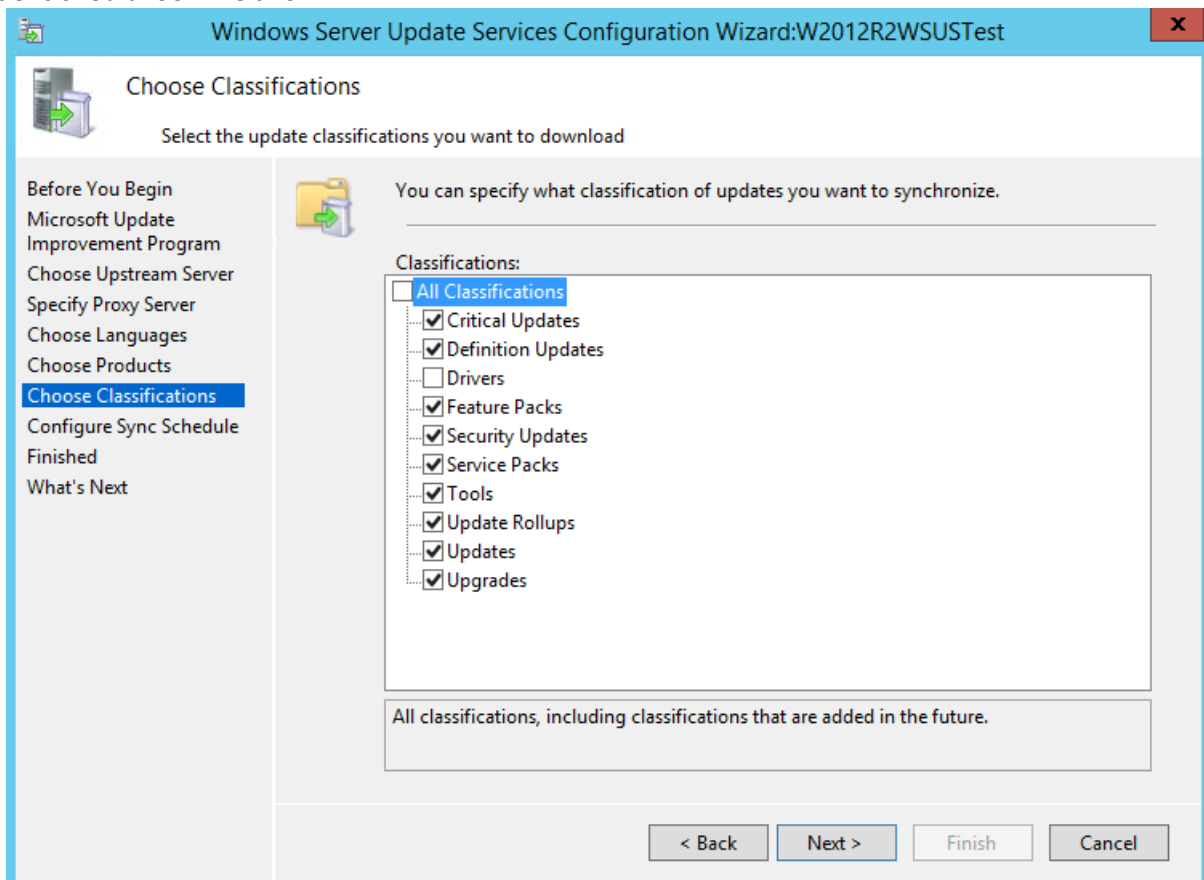 Windows Server Update Services Configuration Wizard:W2012R2WSUSTest
x
Choose Classifications
Select the update classifications you want to download
Before You Begin
Microsoft Update
Improvement Program
Choose Upstream Server
Specify Proxy Server
Choose Languages
Choose Products
Choose Classifications
Configure Sync Schedule
Finished
What's Next
You can specify what classification of updates you want to synchronize.
Classifications:
All Classifications
Critical Updates
Definition Updates
Drivers
Feature Packs
Security Updates
Service Packs
Tools
Update Rollups
Updates
Upgrades
All classifications, including classifications that are added in the future.
< Back
Next >
Finish
Cancel